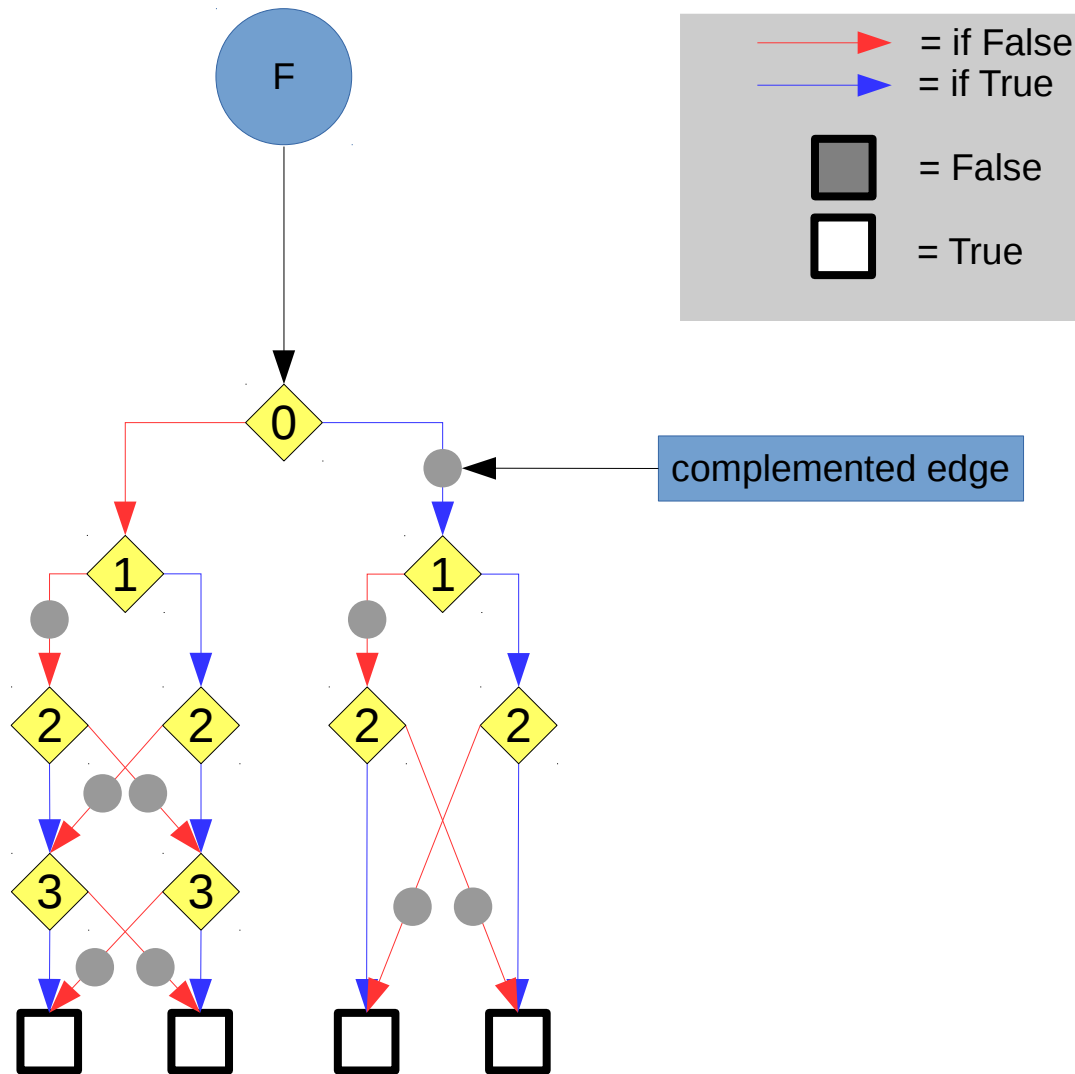 F
= if False
= if True
= False
= True
0
complemented edge
1
1
2
2
2
2
3
3